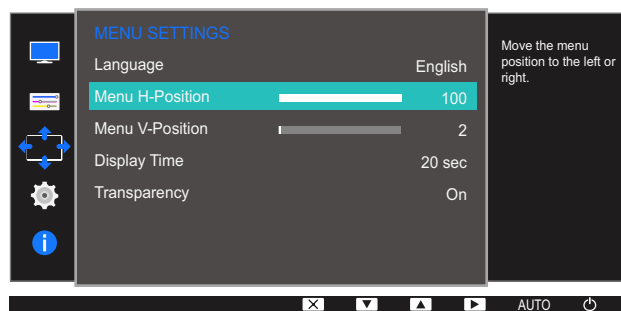 MENU SETTINGS
Language English
Menu H-Position 100
Menu V-Position 2
Display Time 20 sec
Transparency On
Move the menu
position to the left or
right.
AUTO